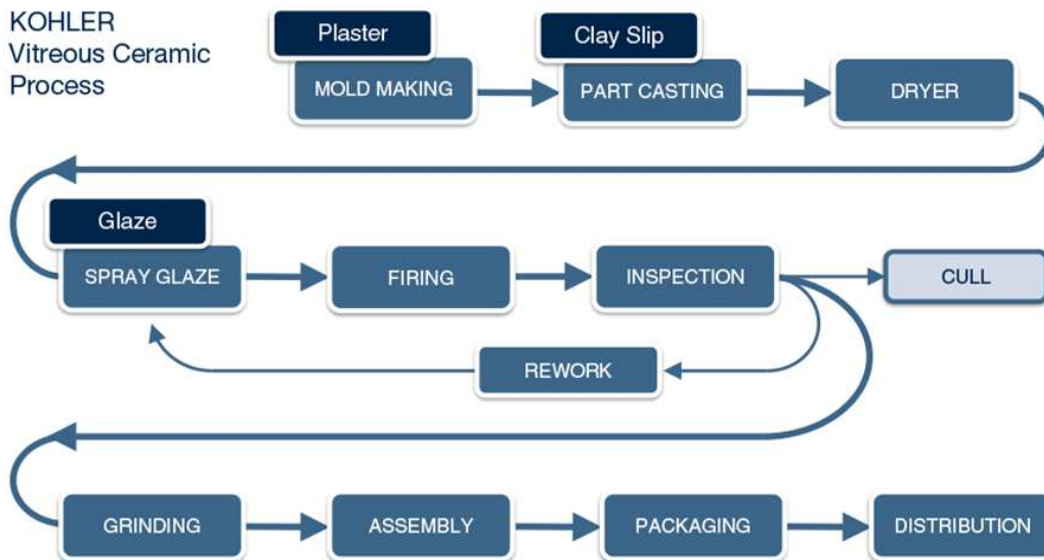 KOHLER
Vitreous Ceramic
Process
Plaster
MOLD MAKING
Clay Slip
PART CASTING
DRYER
Glaze
SPRAY GLAZE
FIRING
INSPECTION
CULL
REWORK
GRINDING
ASSEMBLY
PACKAGING
DISTRIBUTION